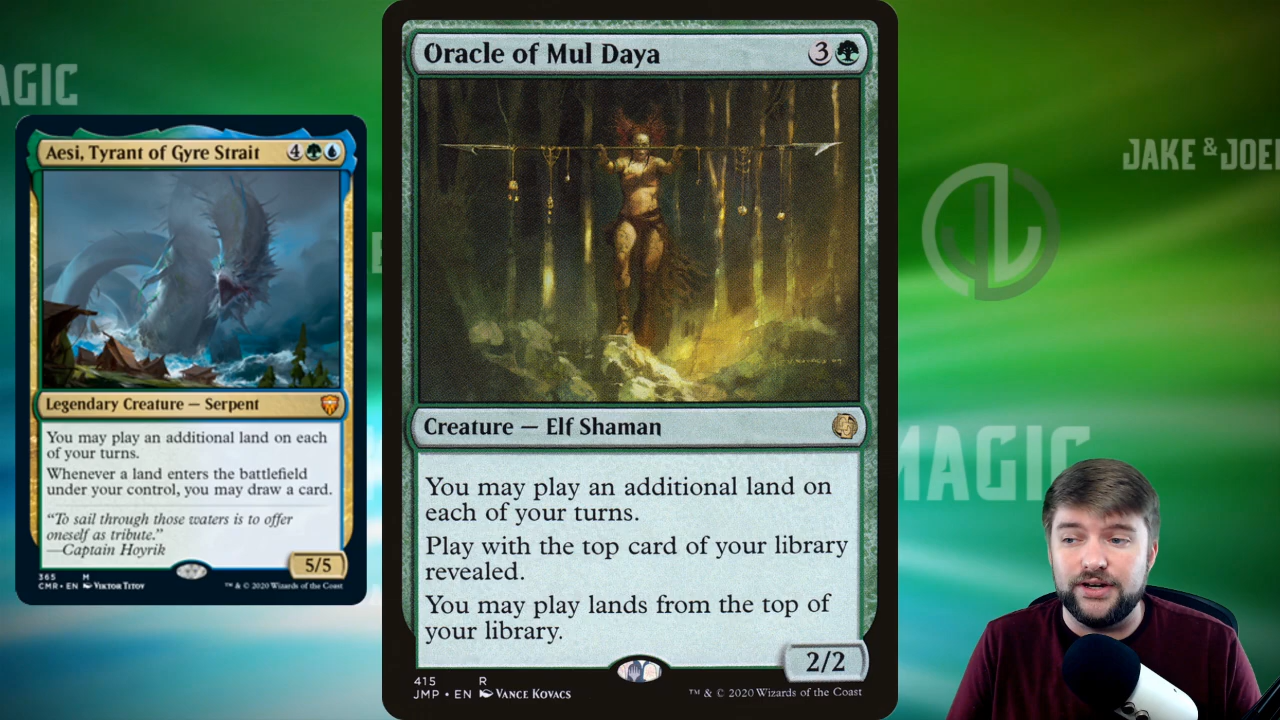 AGIC
Aesi, Tyrant of Gyre Strait 4
Legendary Creature — Serpent
You may play an additional land on each
of your turns.
Whenever a land enters the battlefield
under your control, you may draw a card.
“To sail through those waters is to offer
oneself as tribute.”
—Captain Hoyrik
5/5
365 M
CMR • EN Viktor Titov
™ & © 2020 Wizards of the Coast
Oracle of Mul Daya 3
Creature — Elf Shaman
You may play an additional land on
each of your turns.
Play with the top card of your library
revealed.
You may play lands from the top of
your library.
2/2
415 R
JMP • EN Vance Kovacs
™ & © 2020 Wizards of the Coast
JAKE & JOE
JL
MAGIC